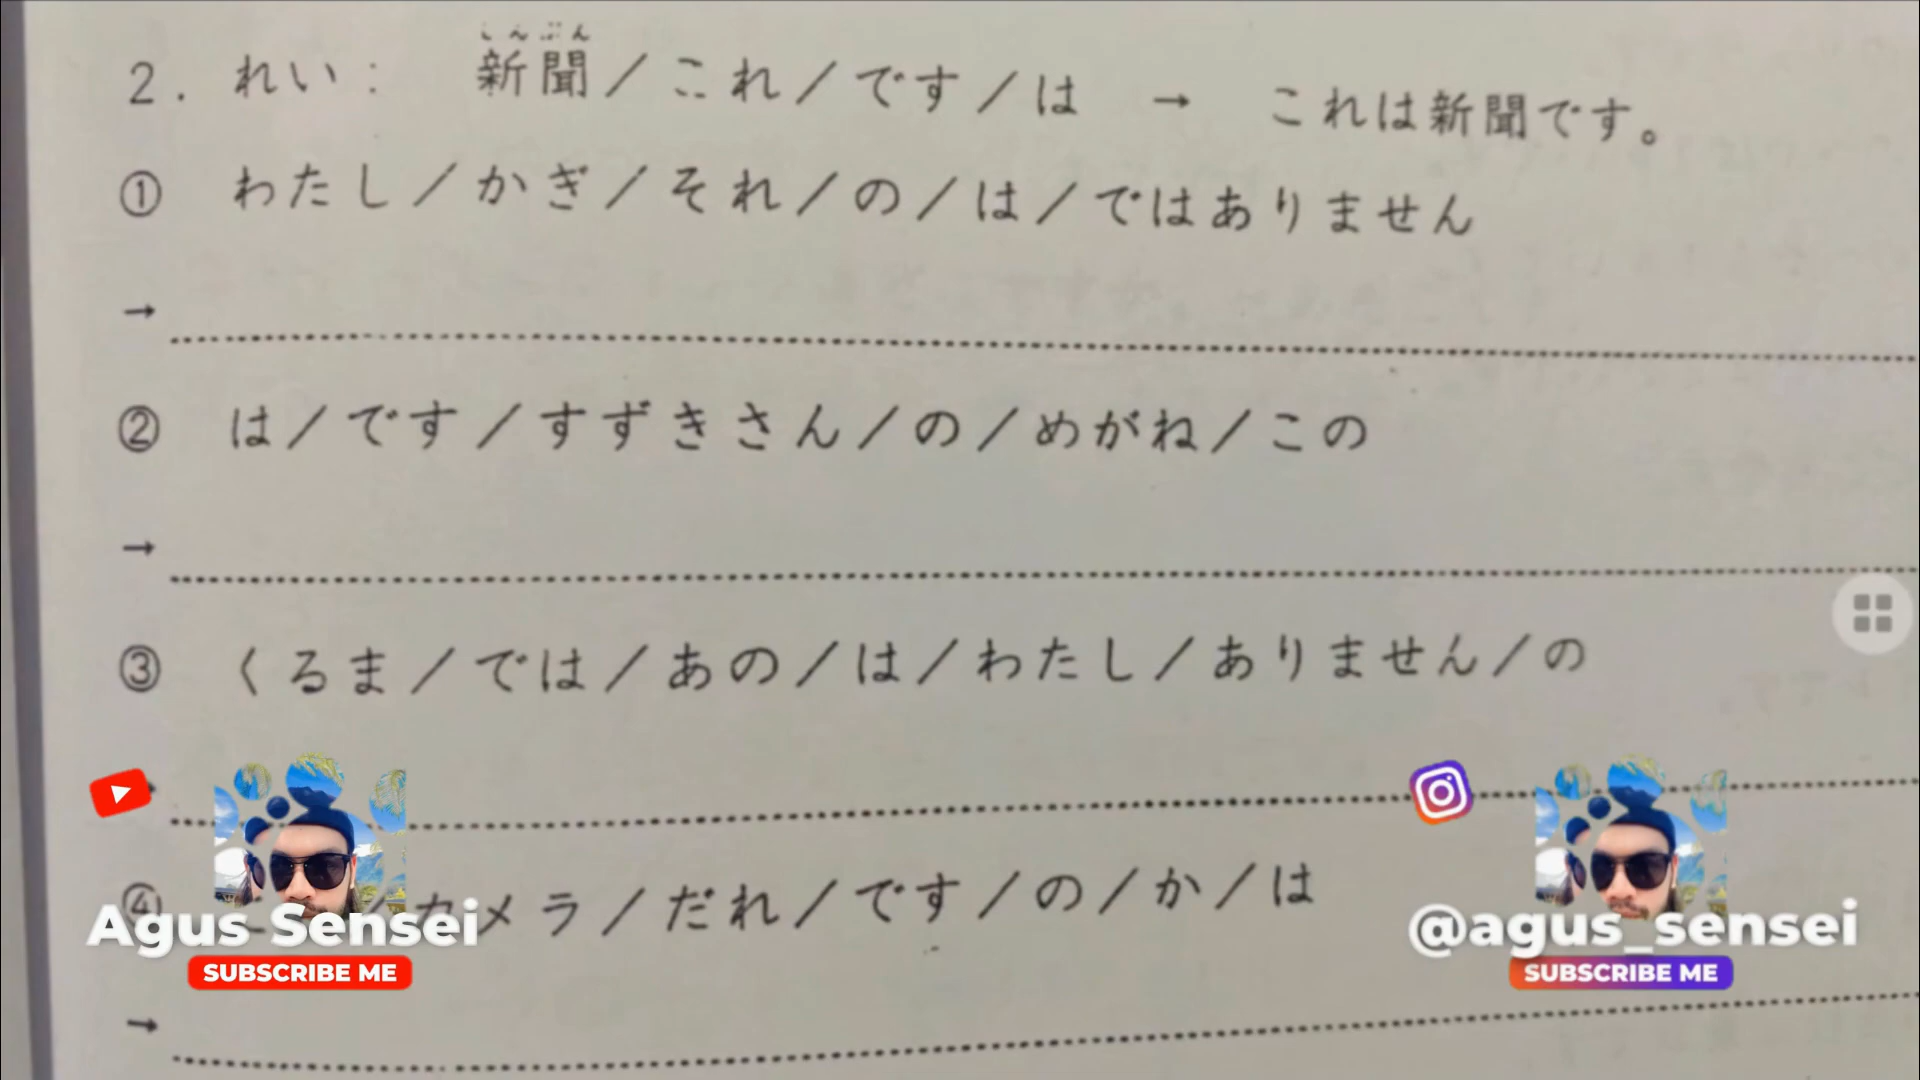 しんぶん
2. れい: 新聞/これ/です/は → これは新聞です。
① わたし/かぎ/それ/の/は/ではありません
→
② は/です/すずきさん/の/めがね/この
→
③ くるま/では/あの/は/わたし/ありません/の
④ カメラ/だれ/です/の/か/は
Agus Sensei
SUBSCRIBE ME
@agus_sensei
SUBSCRIBE ME
→